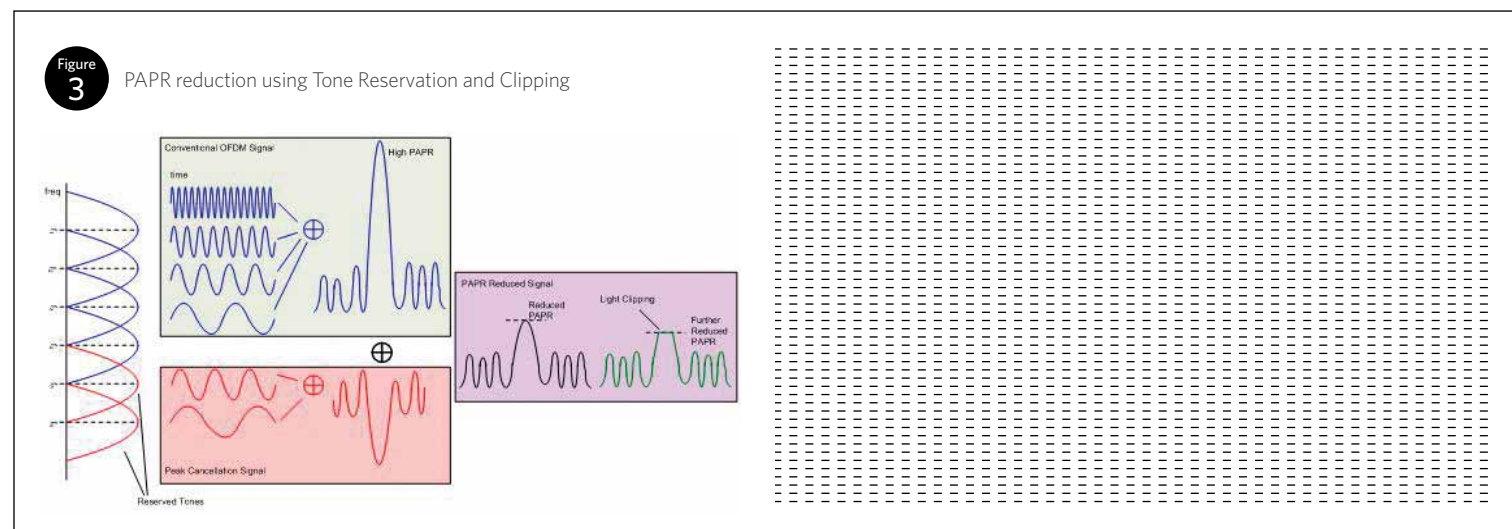 Figure
3
PAPR reduction using Tone Reservation and Clipping
Conventional OFDM Signal
High PAPR
time
freq
PAPR Reduced Signal
Reduced
PAPR
Light Clipping
Further
Reduced
PAPR
Peak Cancellation Signal
Reserved Tones